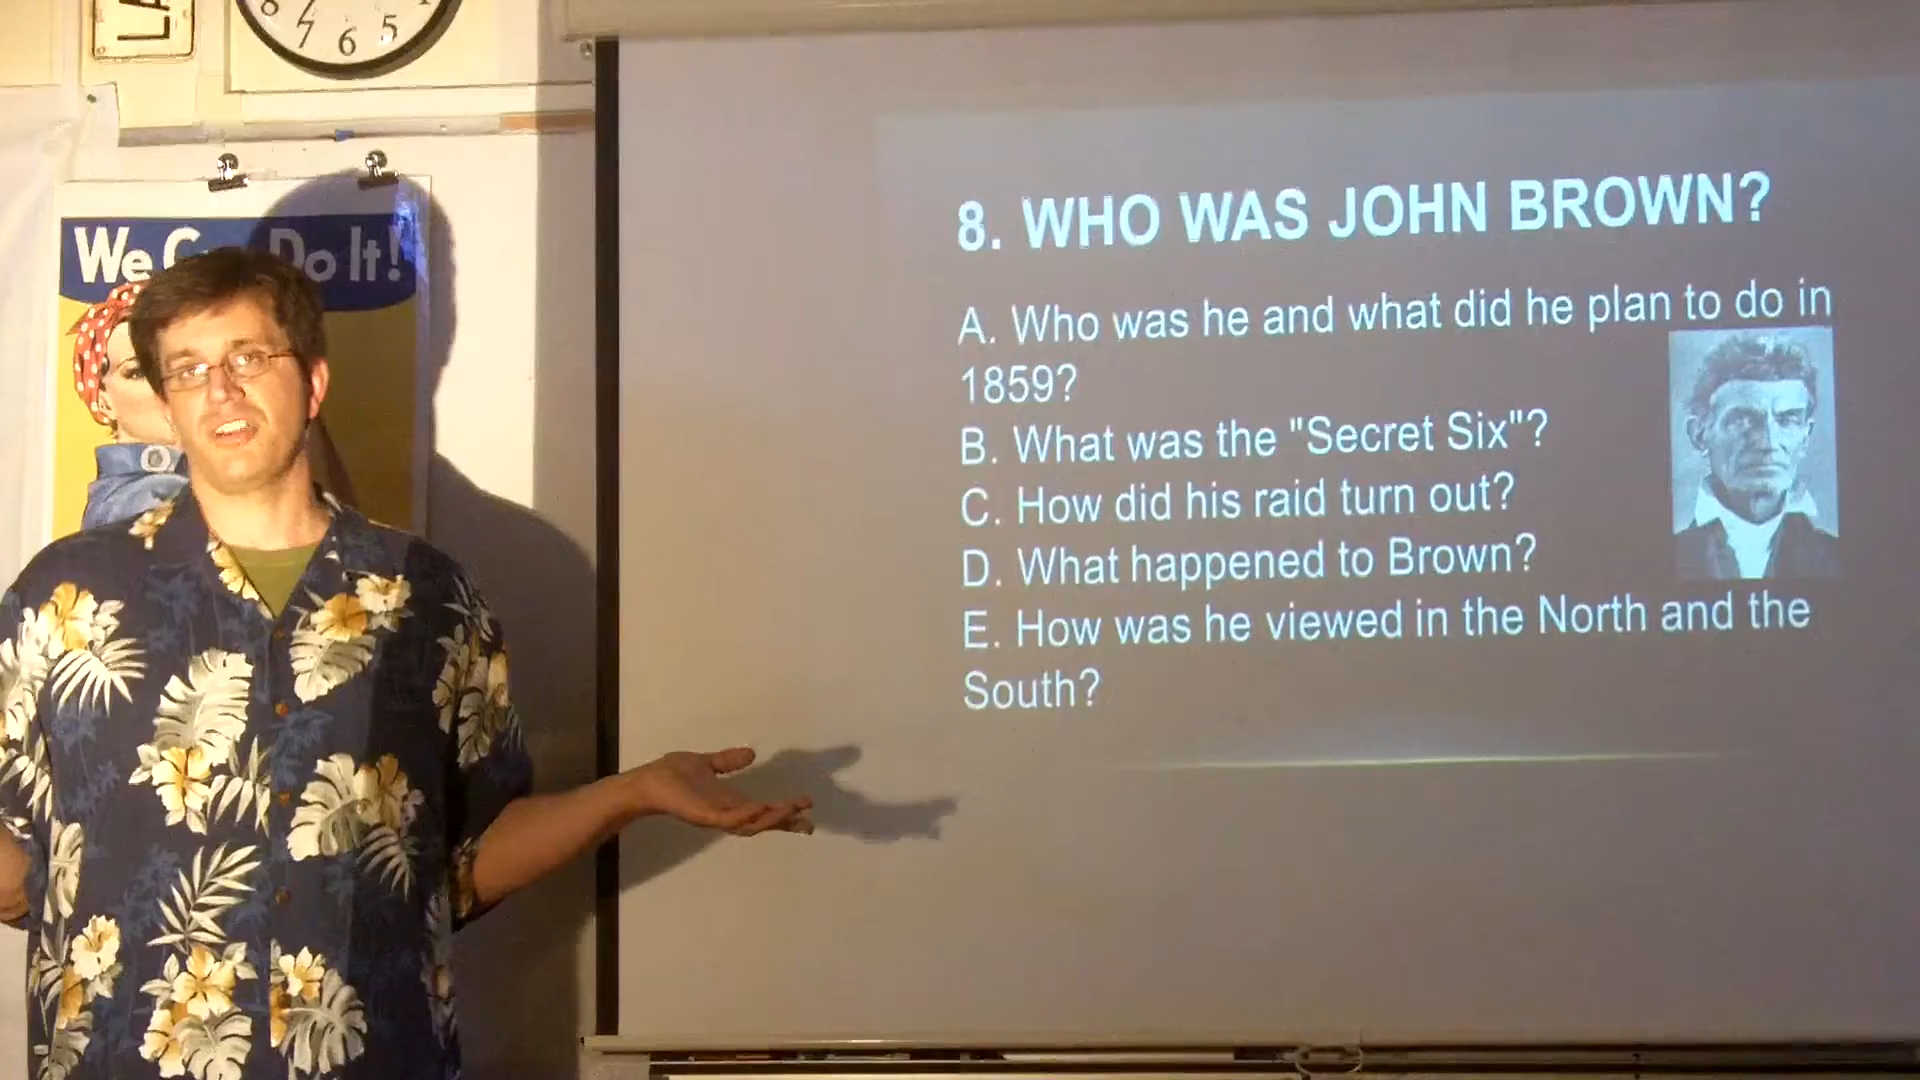 LA
8 7 6 5
We Do It!
8. WHO WAS JOHN BROWN?
A. Who was he and what did he plan to do in
1859?
B. What was the "Secret Six"?
C. How did his raid turn out?
D. What happened to Brown?
E. How was he viewed in the North and the
South?